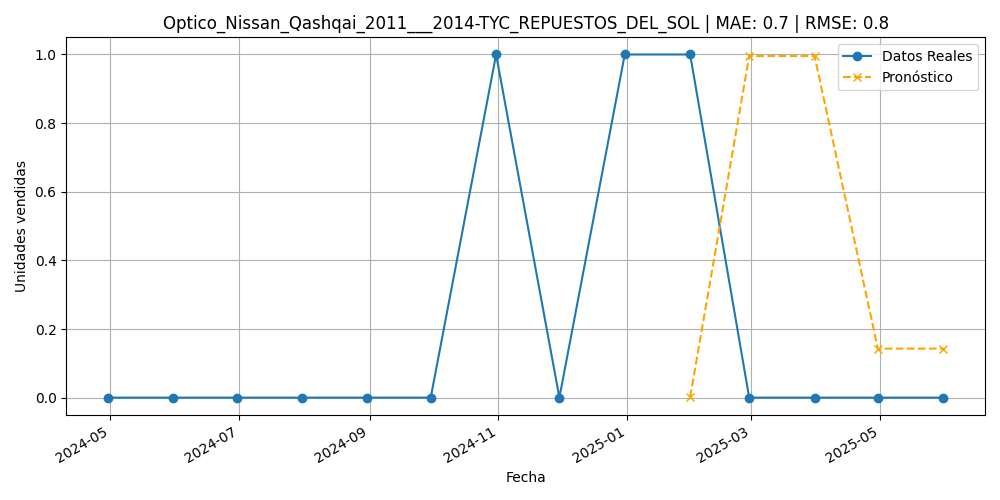 Optico_Nissan_Qashqai_2011___2014-TYC_REPUESTOS_DEL_SOL | MAE: 0.7 | RMSE: 0.8
Datos Reales
Pronóstico
Unidades vendidas
1.0
0.8
0.6
0.4
0.2
0.0
2024-05
2024-07
2024-09
2024-11
2025-01
2025-03
2025-05
Fecha